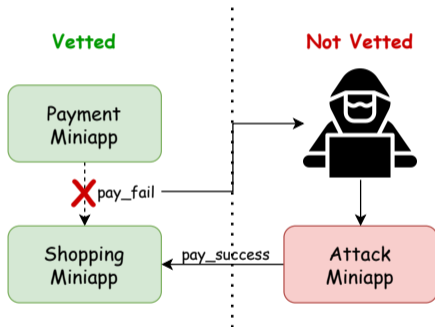 Vetted
Not Vetted
Payment
Miniapp
pay_fail
Shopping
Miniapp
pay_success
Attack
Miniapp